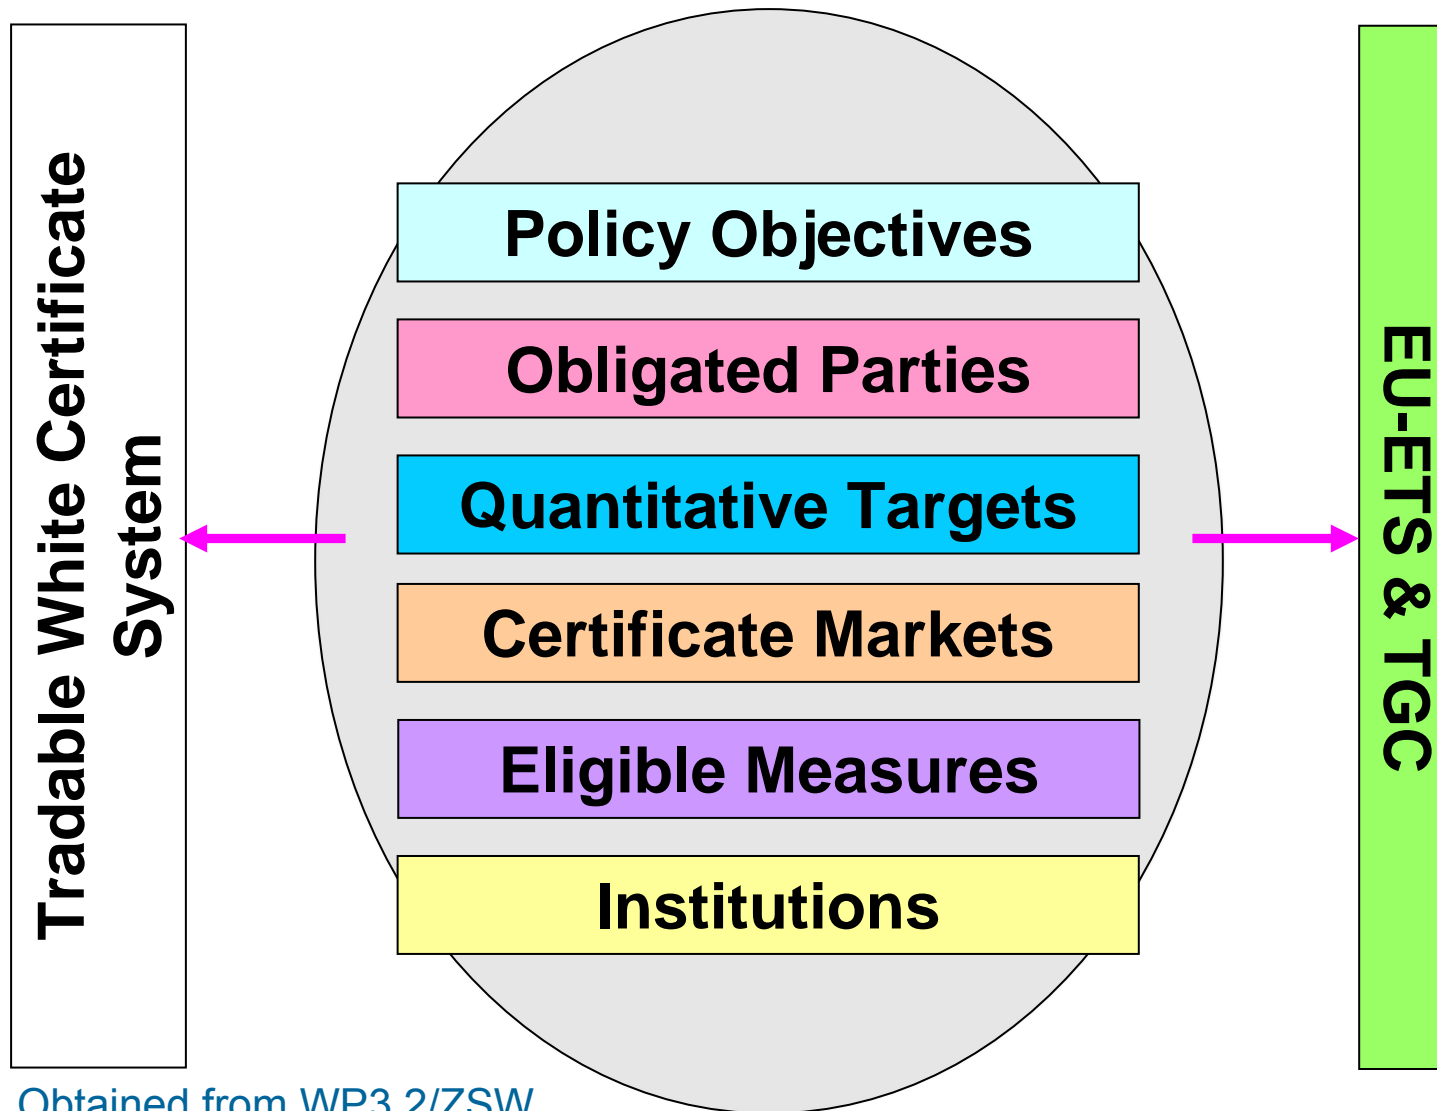 Tradable White Certificate
System
Policy Objectives
Obligated Parties
Quantitative Targets
Certificate Markets
Eligible Measures
Institutions
EU-ETS & TGC
Obtained from WP3.2/ZSW